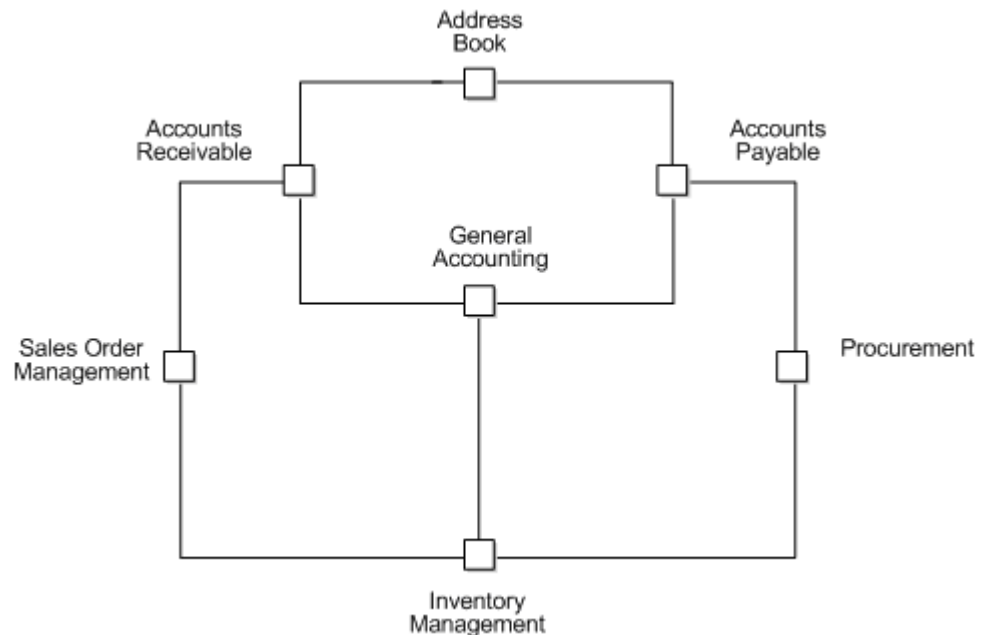 Address
Book
Accounts
Receivable
Accounts
Payable
General
Accounting
Sales Order
Management
Procurement
Inventory
Management